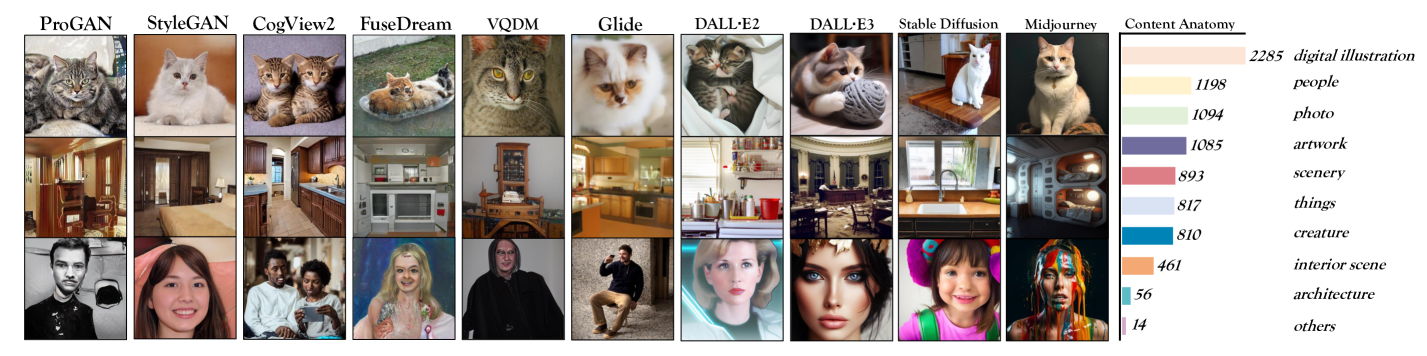 ProGAN StyleGAN CogView2 FuseDream VQDM Glide DALL·E2 DALL·E3 Stable Diffusion Midjourney Content Anatomy
2285 digital illustration
1198 people
1094 photo
1085 artwork
893 scenery
817 things
810 creature
461 interior scene
56 architecture
14 others